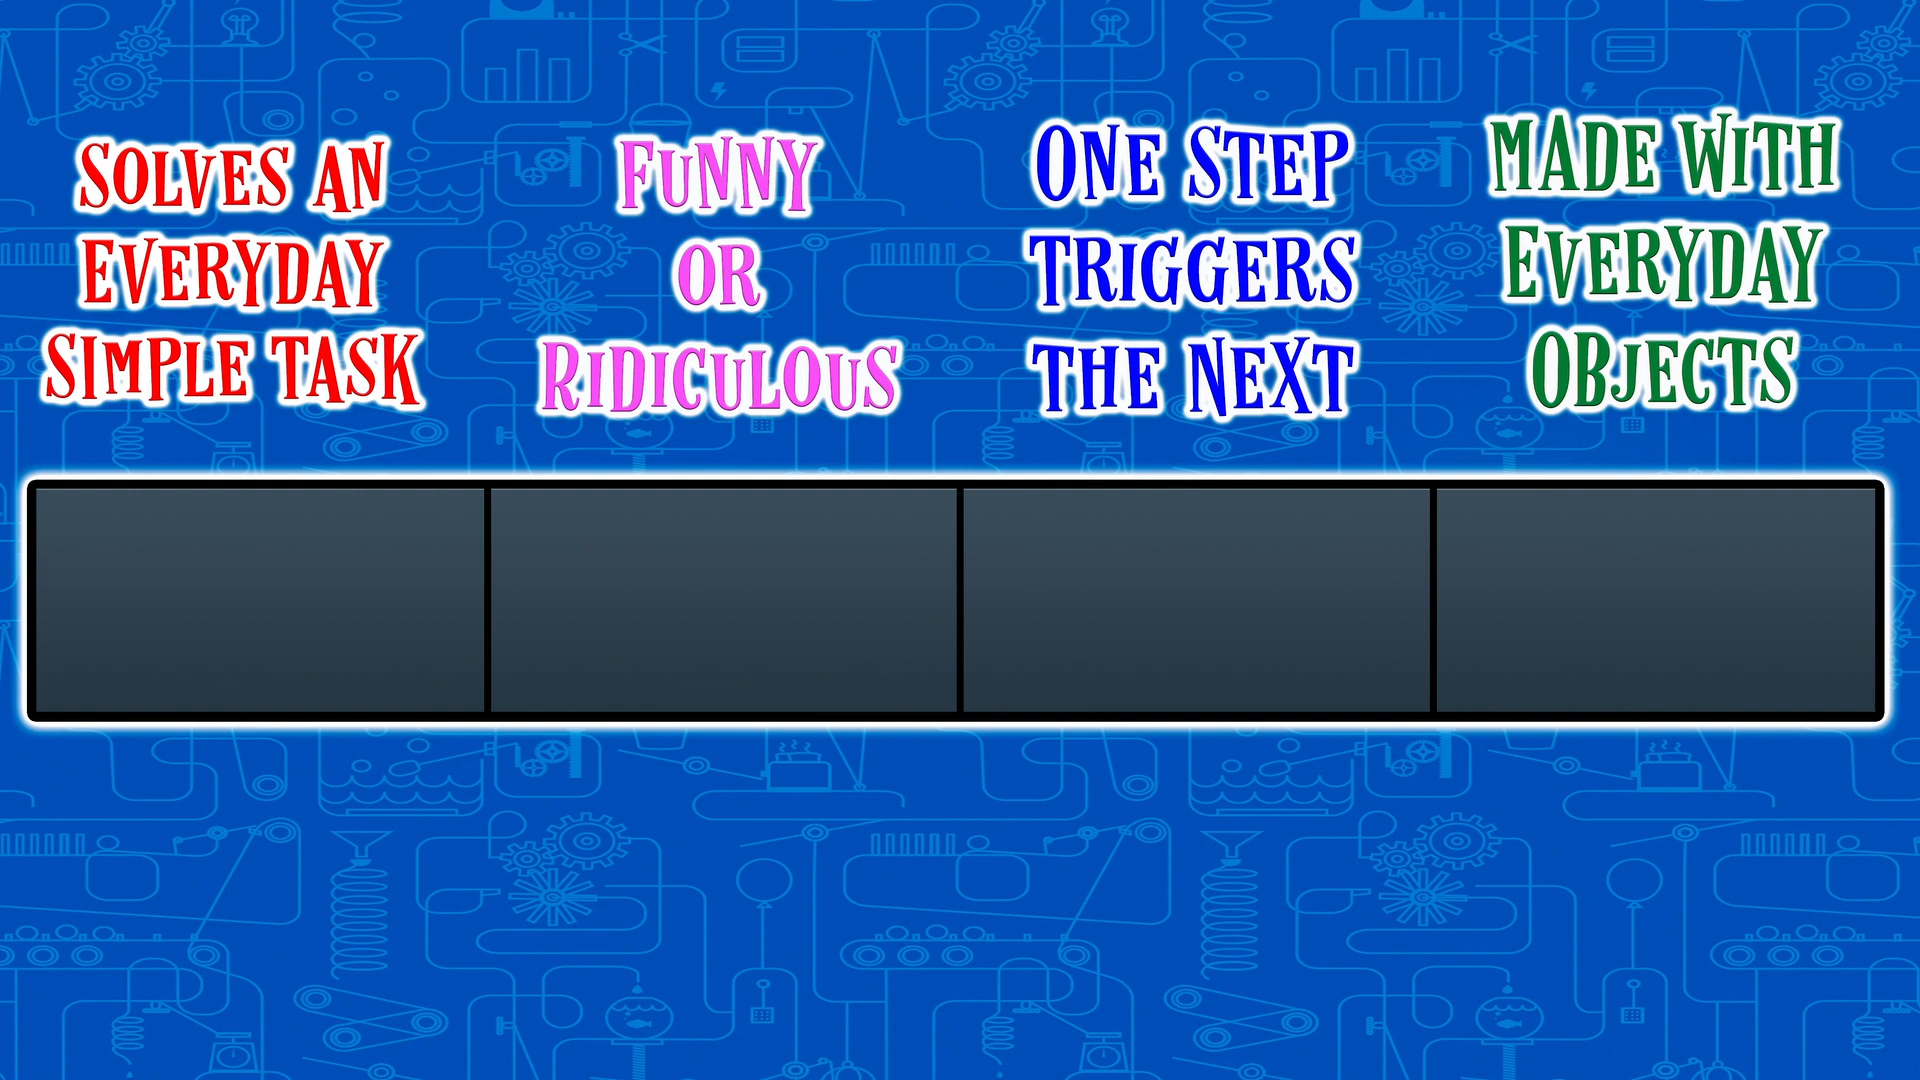 SOLVES AN
EVERYDAY
SIMPLE TASK
FUNNY
OR
RIDICULOUS
ONE STEP
TRIGGERS
THE NEXT
MADE WITH
EVERYDAY
OBJECTS